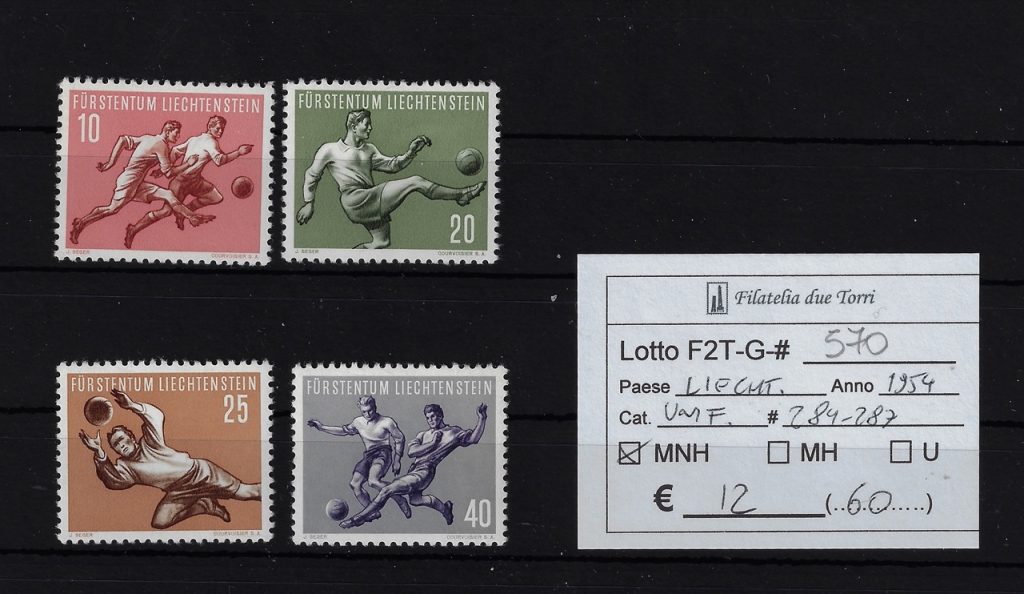 FÜRSTENTUM LIECHTENSTEIN
10
J. SEGER COURVOISIER S. A.
FÜRSTENTUM LIECHTENSTEIN
20
J. SEGER COURVOISIER S. A.
FÜRSTENTUM LIECHTENSTEIN
25
J. SEGER COURVOISIER S. A.
FÜRSTENTUM LIECHTENSTEIN
40
J. SEGER COURVOISIER S. A.
Filatelia due Torri
Lotto F2T-G-# 570
Paese LIECHT. Anno 1954
Cat. # 284-287
MNH MH U
€ 12 (..60.....)